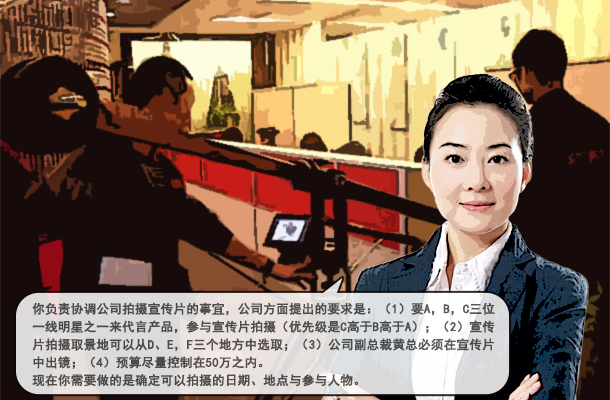 你负责协调公司拍摄宣传片的事宜，公司方面提出的要求是：（1）要A，B，C三位
一线明星之一来代言产品，参与宣传片拍摄（优先级是C高于B高于A）；（2）宣传
片拍摄取景地可以从D、E，F三个地方中选取；（3）公司副总裁黄总必须在宣传片
中出镜；（4）预算尽量控制在50万之内。
现在你需要做的是确定可以拍摄的日期、地点与参与人物。